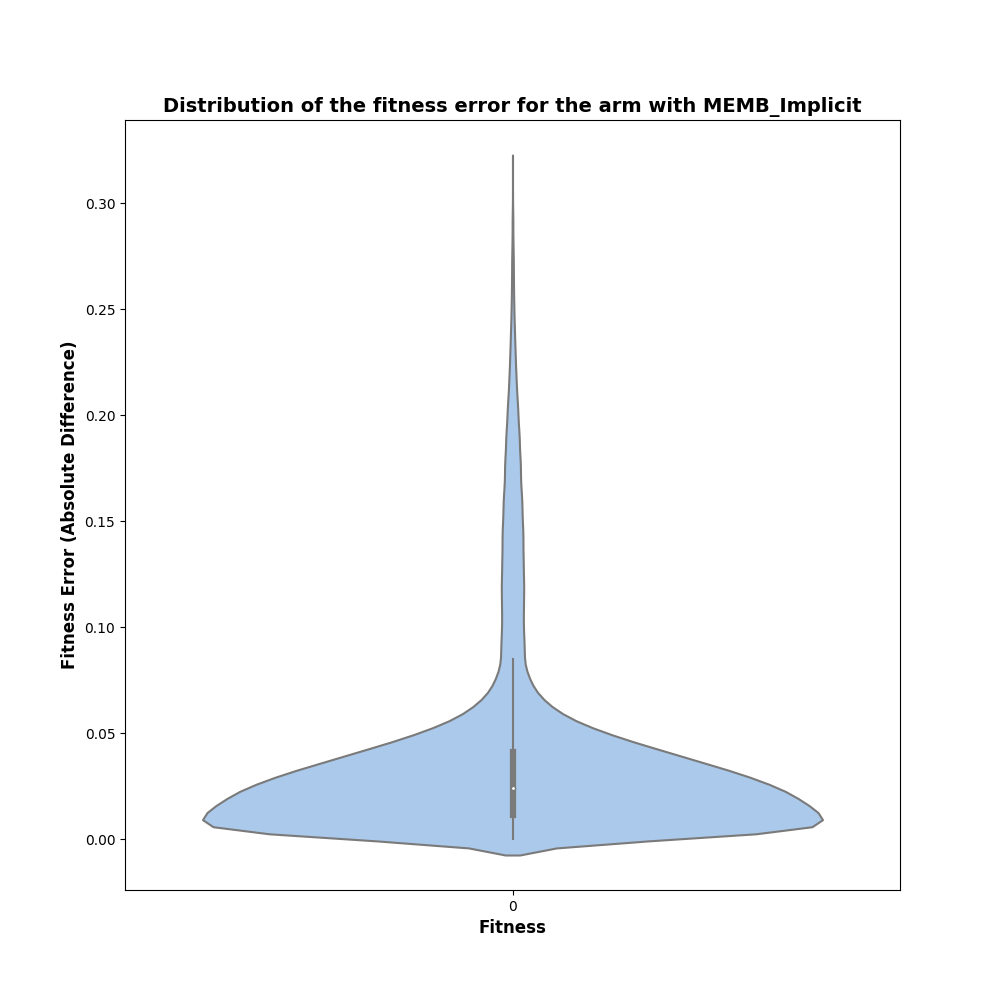 Distribution of the fitness error for the arm with MEMB_Implicit
0.30
0.25
0.20
0.15
0.10
0.05
0.00
Fitness Error (Absolute Difference)
0
Fitness